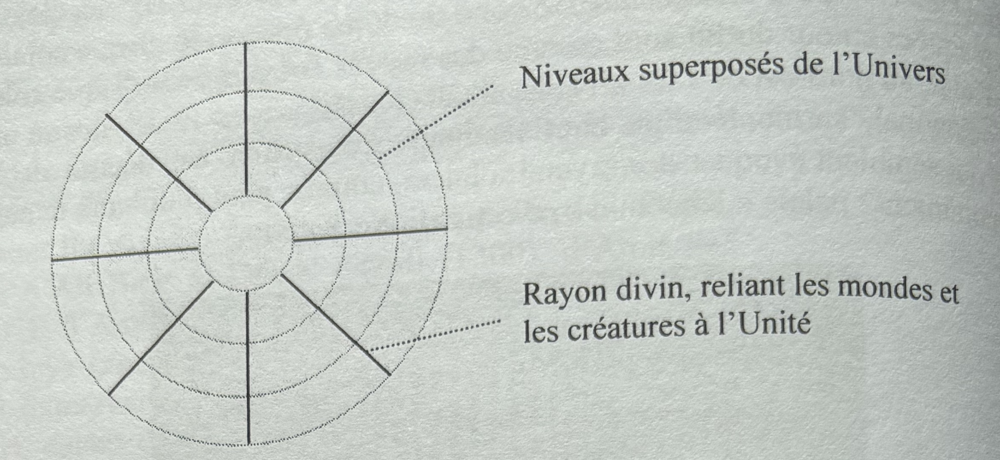 Niveaux superposés de l’Univers
Rayon divin, reliant les mondes et
les créatures à l’Unité